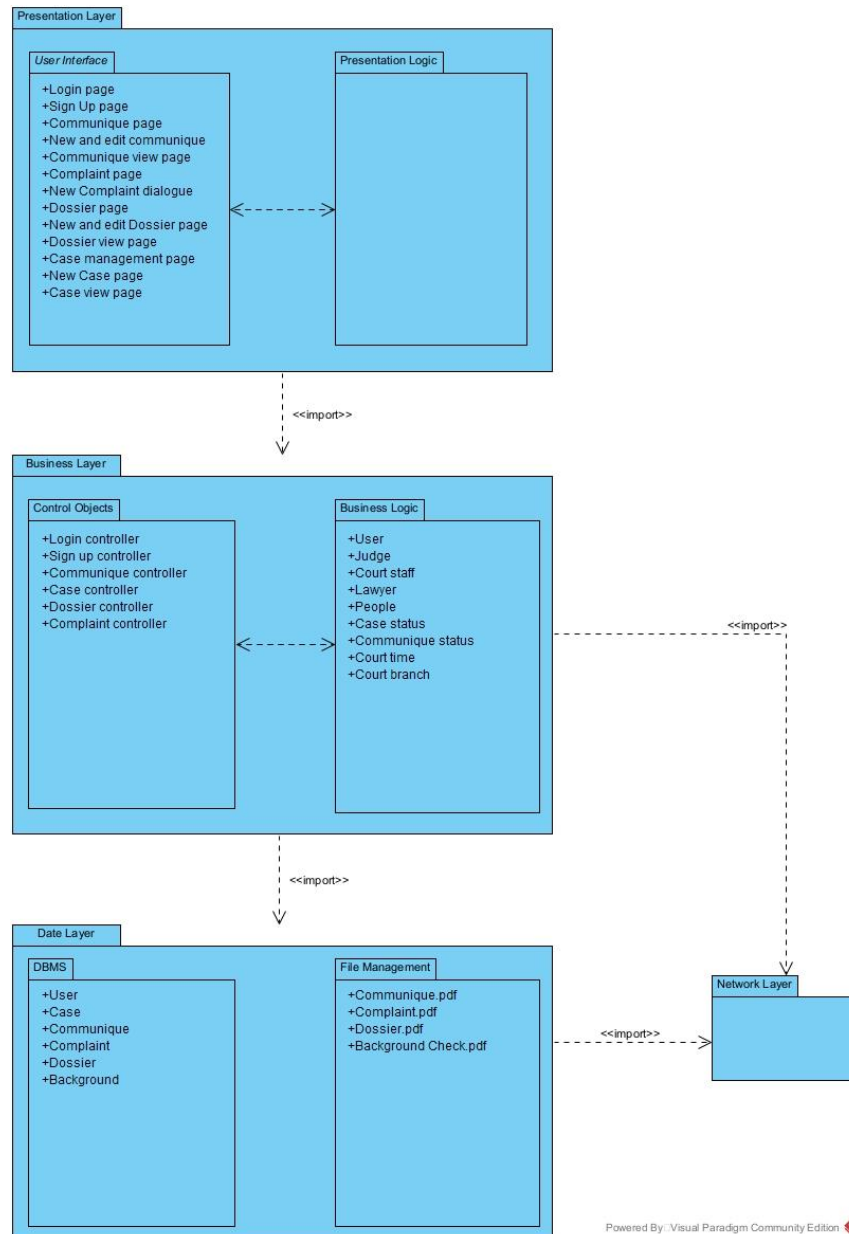 Presentation Layer
User Interface
+Login page
+Sign Up page
+Communique page
+New and edit communique
+Communique view page
+Complaint page
+New Complaint dialogue
+Dossier page
+New and edit Dossier page
+Dossier view page
+Case management page
+New Case page
+Case view page
Presentation Logic
<<import>>
Business Layer
Control Objects
+Login controller
+Sign up controller
+Communique controller
+Case controller
+Dossier controller
+Complaint controller
Business Logic
+User
+Judge
+Court staff
+Lawyer
+People
+Case status
+Communique status
+Court time
+Court branch
<<import>>
<<import>>
Date Layer
DBMS
+User
+Case
+Communique
+Complaint
+Dossier
+Background
File Management
+Communique.pdf
+Complaint.pdf
+Dossier.pdf
+Background Check.pdf
<<import>>
Network Layer
Powered By Visual Paradigm Community Edition